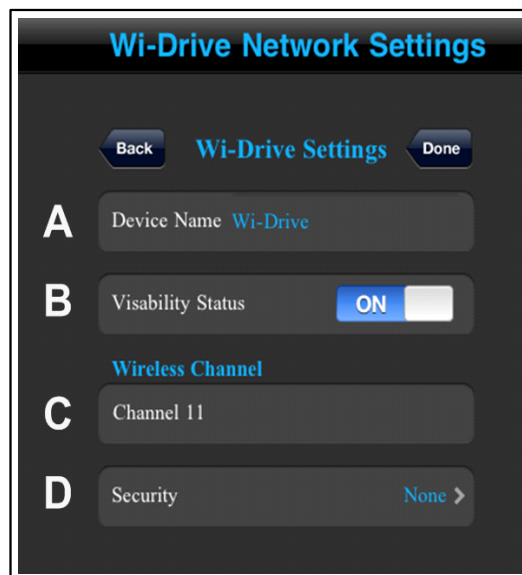 Wi-Drive Network Settings
Back Wi-Drive Settings Done
A Device Name Wi-Drive
B Visability Status ON
Wireless Channel
C Channel 11
D Security None